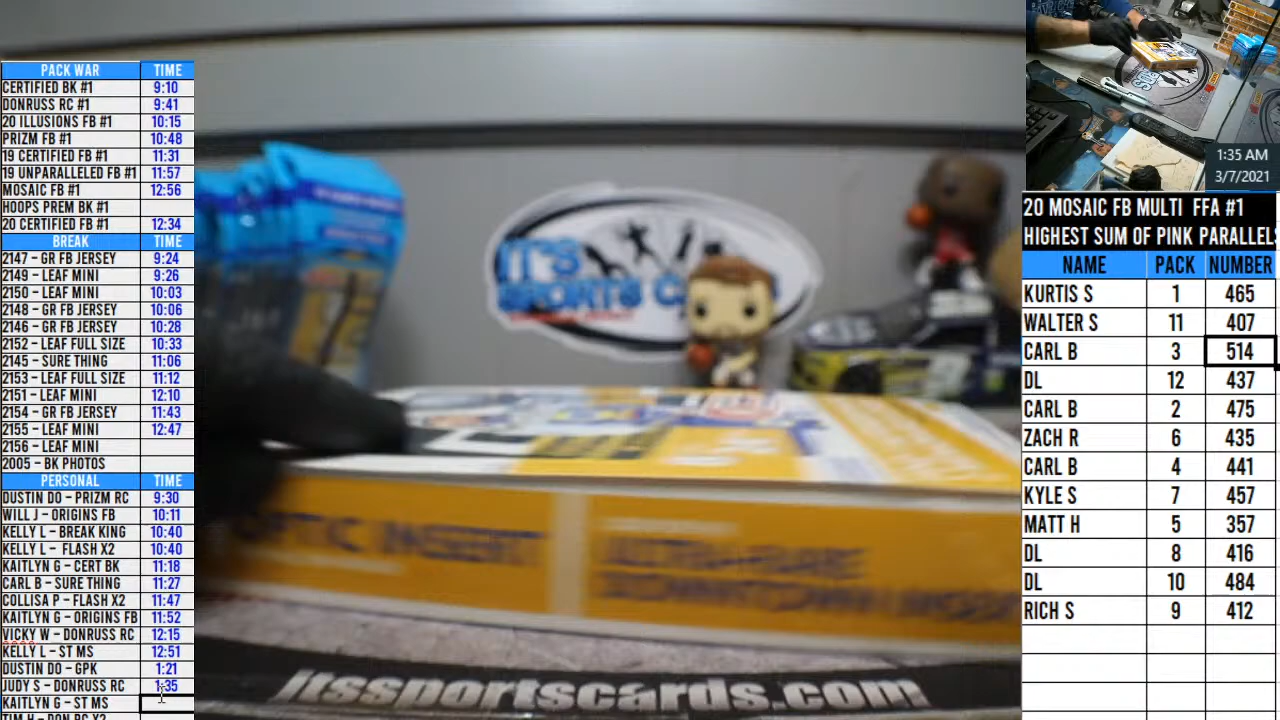 PACK WAR TIME
CERTIFIED BK #1 9:10
DONRUSS RC #1 9:41
20 ILLUSIONS FB #1 10:15
PRIZM FB #1 10:48
19 CERTIFIED FB #1 11:31
19 UNPARALLELED FB #1 11:57
MOSAIC FB #1 12:56
HOOPS PREM BK #1
20 CERTIFIED FB #1 12:34
BREAK TIME
2147 - GR FB JERSEY 9:24
2149 - LEAF MINI 9:26
2150 - LEAF MINI 10:03
2148 - GR FB JERSEY 10:06
2146 - GR FB JERSEY 10:28
2152 - LEAF FULL SIZE 10:33
2145 - SURE THING 11:06
2153 - LEAF FULL SIZE 11:12
2151 - LEAF MINI 12:10
2154 - GR FB JERSEY 11:43
2155 - LEAF MINI 12:47
2156 - LEAF MINI
2005 - BK PHOTOS
PERSONAL TIME
DUSTIN DO - PRIZM RC 9:30
WILL J - ORIGINS FB 10:11
KELLY L - BREAK KING 10:40
KELLY L - FLASH X2 10:40
KAITLYN G - CERT BK 11:18
CARL B - SURE THING 11:27
COLLISA P - FLASH X2 11:47
KAITLYN G - ORIGINS FB 11:52
VICKY W - DONRUSS RC 12:15
KELLY L - ST MS 12:51
DUSTIN DO - GPK 1:21
JUDY S - DONRUSS RC 1:35
KAITLYN G - ST MS
TIM H - DON RC X2
IT'S
SPORTS
OPTIC INSERT
ULTRA-RARE
DOWNTOWN INSERT
Itssportscards.com
1:35 AM
3/7/2021
20 MOSAIC FB MULTI FFA #1
HIGHEST SUM OF PINK PARALLELS
NAME PACK NUMBER
KURTIS S 1 465
WALTER S 11 407
CARL B 3 514
DL 12 437
CARL B 2 475
ZACH R 6 435
CARL B 4 441
KYLE S 7 457
MATT H 5 357
DL 8 416
DL 10 484
RICH S 9 412